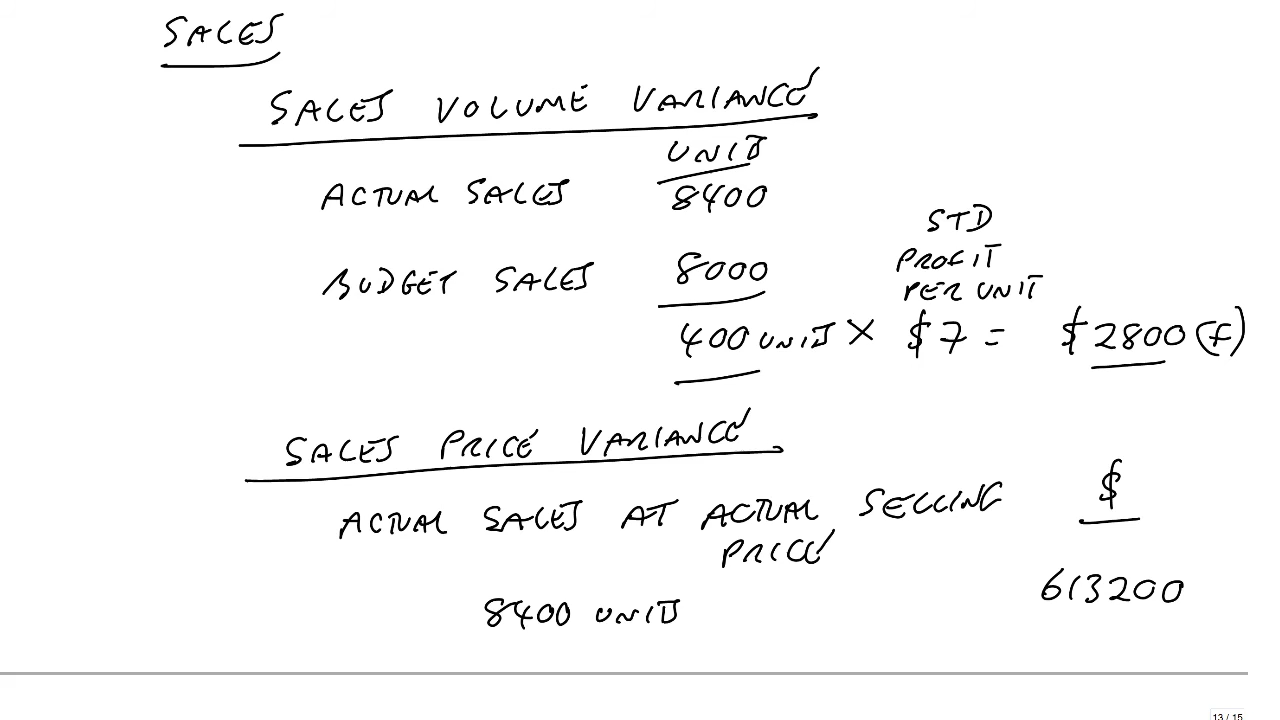 SALES
SALES VOLUME VARIANCE
UNITS
ACTUAL SALES 8400
STD
PROFIT
BUDGET SALES 8000
PER UNIT
400 UNITS × $7 = $2800 (F)
SALES PRICE VARIANCE
$
ACTUAL SALES AT ACTUAL SELLING
PRICE
613200
8400 UNITS
13 / 15